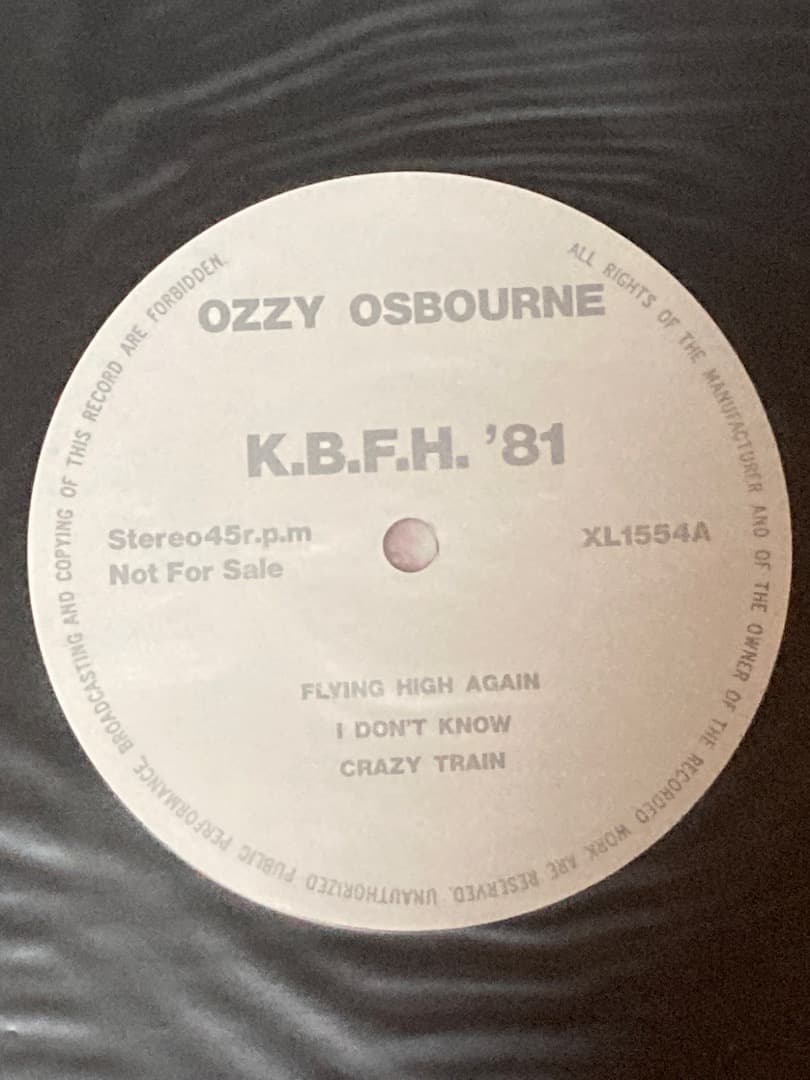 OZZY OSBOURNE
K.B.F.H. '81
Stereo45r.p.m
Not For Sale
XL1554A
FLYING HIGH AGAIN
I DON'T KNOW
CRAZY TRAIN
ALL RIGHTS OF THE MANUFACTURER AND OF THE OWNER OF THE RECORDED WORK ARE RESERVED. UNAUTHORIZED PUBLIC PERFORMANCE, BROADCASTING AND COPYING OF THIS RECORD ARE FORBIDDEN.